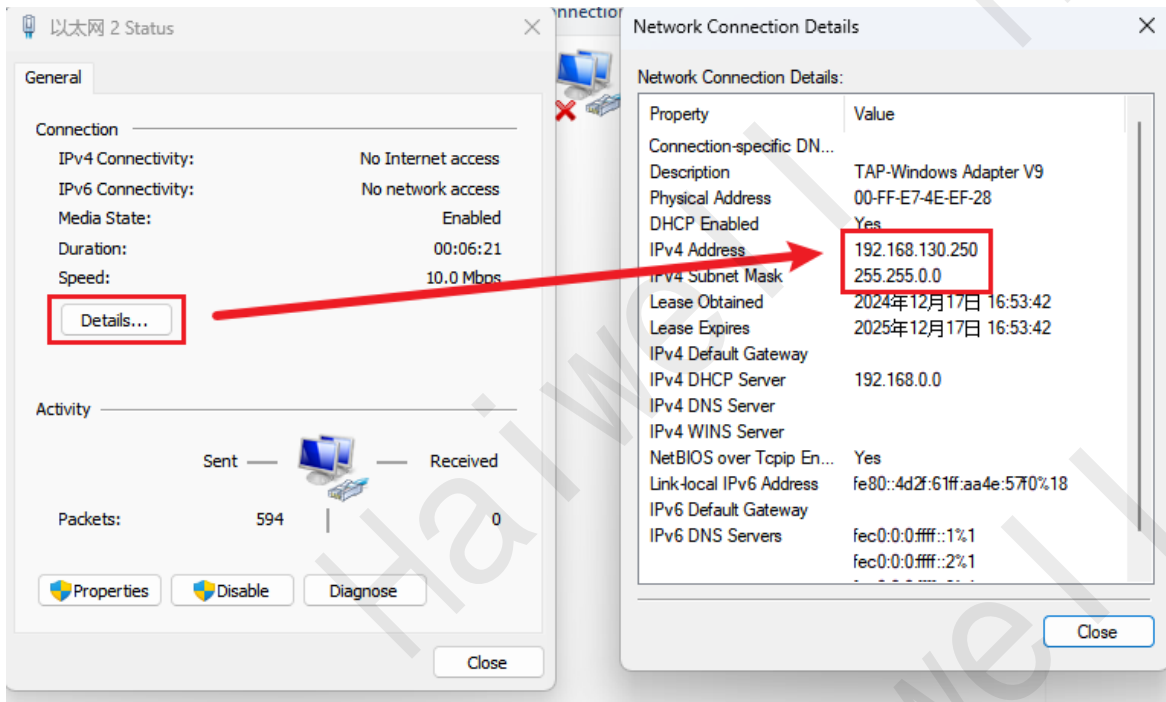 以太网 2 Status
General
Connection
IPv4 Connectivity: No Internet access
IPv6 Connectivity: No network access
Media State: Enabled
Duration: 00:06:21
Speed: 10.0 Mbps
Details...
Activity
Sent Received
Packets: 594 0
Properties Disable Diagnose
Close
Network Connection Details
Network Connection Details:
Property Value
Connection-specific DN...
Description TAP-Windows Adapter V9
Physical Address 00-FF-E7-4E-EF-28
DHCP Enabled Yes
IPv4 Address 192.168.130.250
IPv4 Subnet Mask 255.255.0.0
Lease Obtained 2024年12月17日 16:53:42
Lease Expires 2025年12月17日 16:53:42
IPv4 Default Gateway
IPv4 DHCP Server 192.168.0.0
IPv4 DNS Server
IPv4 WINS Server
NetBIOS over Tcpip En... Yes
Link-local IPv6 Address fe80::4d2f:61ff:aa4e:57f0%18
IPv6 Default Gateway
IPv6 DNS Servers fec0:0:0:ffff::1%1
fec0:0:0:ffff::2%1
Close
Haiwell